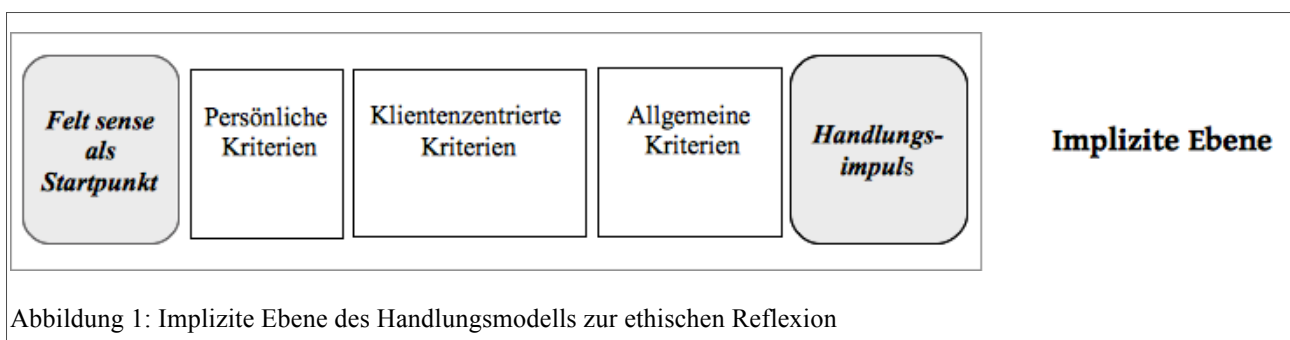 Felt sense
als
Startpunkt
Persönliche
Kriterien
Klientenzentrierte
Kriterien
Allgemeine
Kriterien
Handlungs-
impuls
Implizite Ebene
Abbildung 1: Implizite Ebene des Handlungsmodells zur ethischen Reflexion